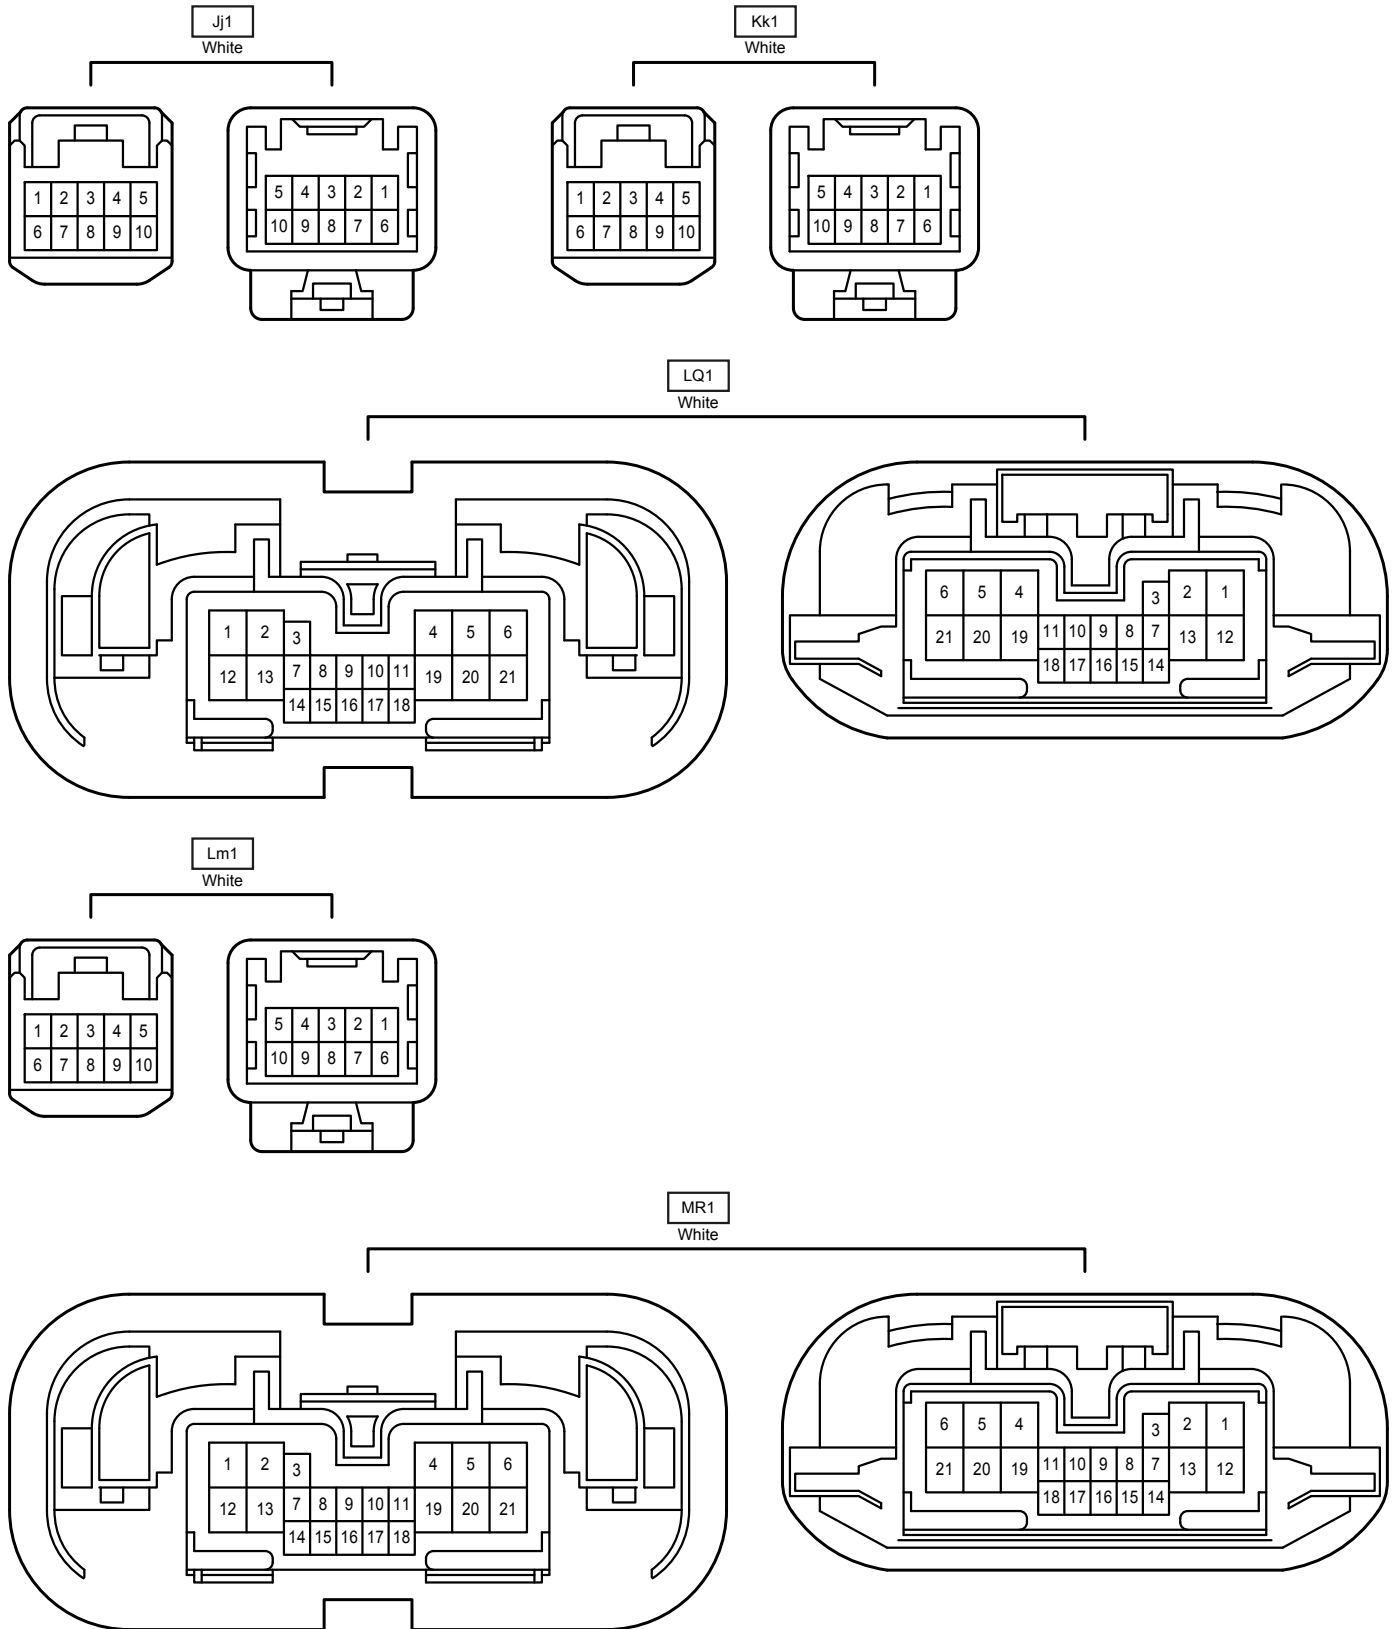 Jj1
White
Kk1
White
1 2 3 4 5
6 7 8 9 10
5 4 3 2 1
10 9 8 7 6
1 2 3 4 5
6 7 8 9 10
5 4 3 2 1
10 9 8 7 6
LQ1
White
1 2 3 4 5 6
12 13 7 8 9 10 11 19 20 21
14 15 16 17 18
6 5 4 3 2 1
21 20 19 11 10 9 8 7 13 12
18 17 16 15 14
Lm1
White
1 2 3 4 5
6 7 8 9 10
5 4 3 2 1
10 9 8 7 6
MR1
White
1 2 3 4 5 6
12 13 7 8 9 10 11 19 20 21
14 15 16 17 18
6 5 4 3 2 1
21 20 19 11 10 9 8 7 13 12
18 17 16 15 14